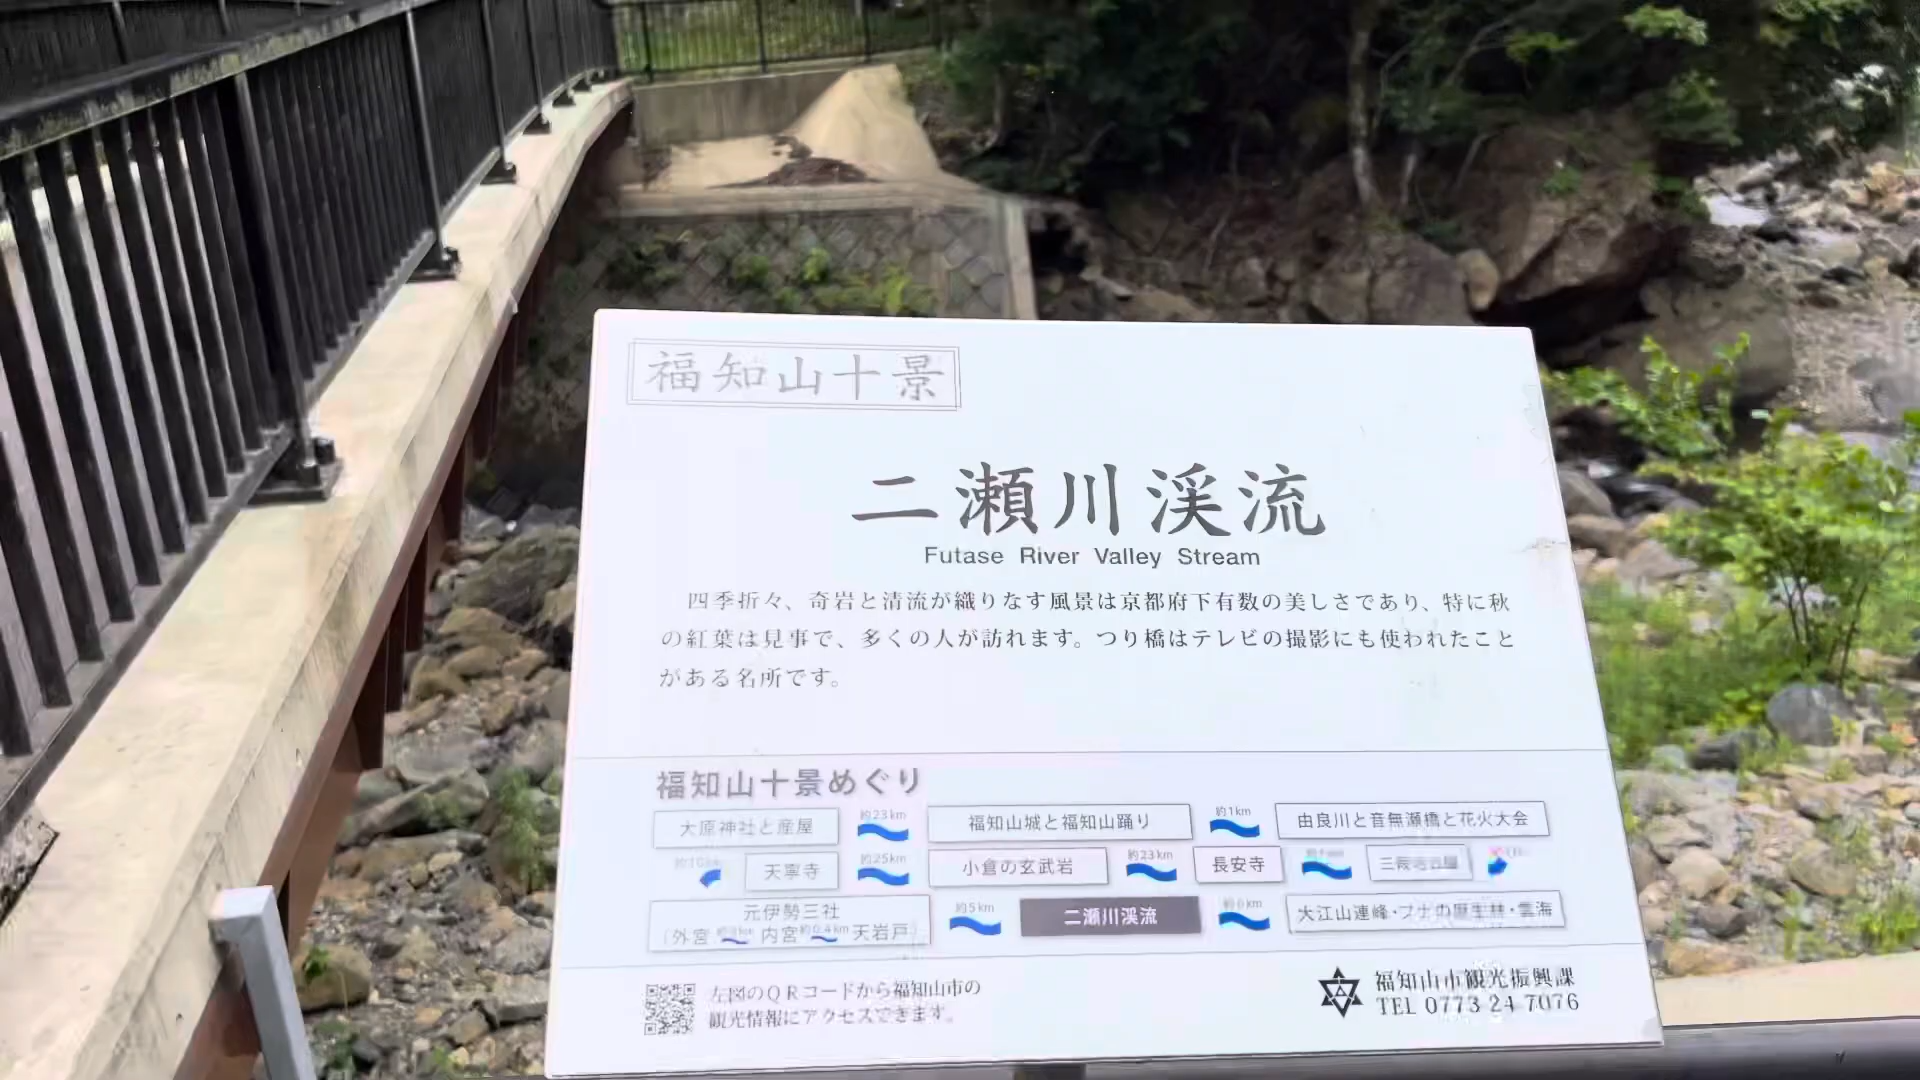 福知山十景
二瀬川渓流
Futase River Valley Stream
四季折々、奇岩と清流が織りなす風景は京都府下有数の美しさであり、特に秋
の紅葉は見事で、多くの人が訪れます。つり橋はテレビの撮影にも使われたこと
がある名所です。
福知山十景めぐり
大原神社と産屋 約23km 福知山城と福知山踊り 約1km 由良川と音無瀬橋と花火大会
約10km 天寧寺 約25km 小倉の玄武岩 約23km 長安寺
元伊勢三社 約5km 二瀬川渓流 約6km 大江山連峰・ブナの原生林・雲海
(外宮 内宮 約0.4km 天岩戸)
左図のQRコードから福知山市の
観光情報にアクセスできます。
福知山市観光振興課
TEL 0773 24 7076